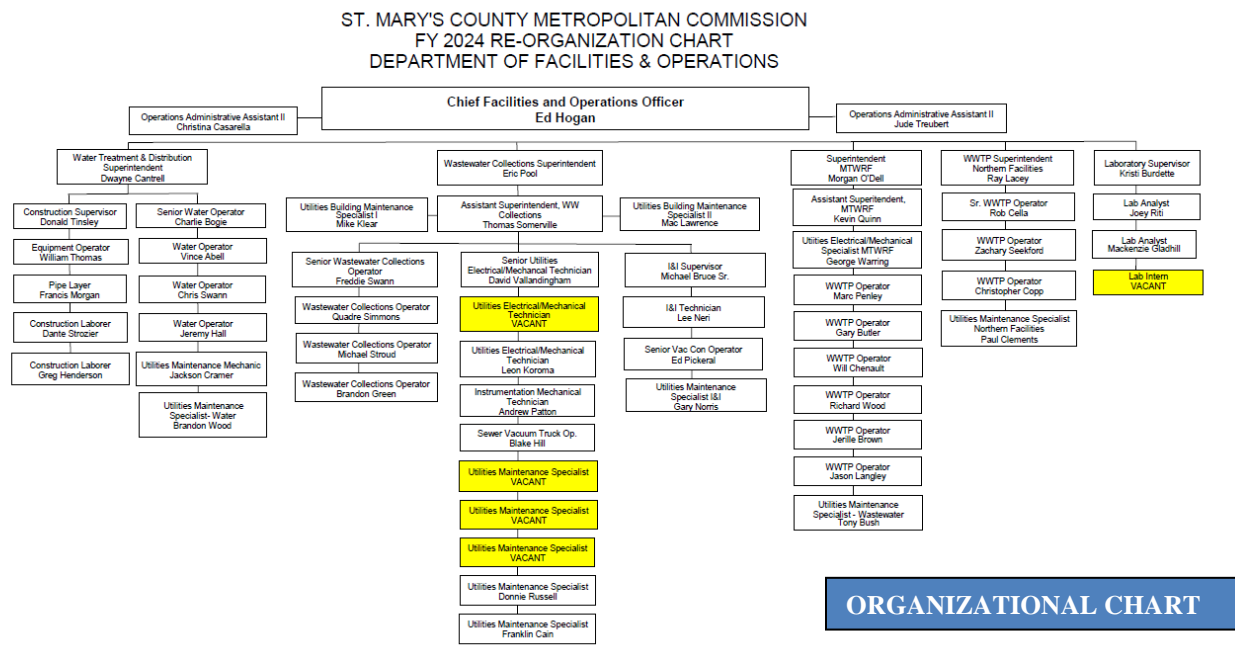 ST. MARY'S COUNTY METROPOLITAN COMMISSION
FY 2024 RE-ORGANIZATION CHART
DEPARTMENT OF FACILITIES & OPERATIONS
Chief Facilities and Operations Officer
Ed Hogan
Operations Administrative Assistant II
Christina Casarella
Operations Administrative Assistant II
Jude Treubert
Water Treatment & Distribution
Superintendent
Dwayne Cantrell
Construction Supervisor
Donald Tinsley
Equipment Operator
William Thomas
Pipe Layer
Francis Morgan
Construction Laborer
Dante Strozier
Construction Laborer
Greg Henderson
Senior Water Operator
Charlie Bogie
Water Operator
Vince Abell
Water Operator
Chris Swann
Water Operator
Jeremy Hall
Utilities Maintenance Mechanic
Jackson Cramer
Utilities Maintenance
Specialist- Water
Brandon Wood
Wastewater Collections Superintendent
Eric Pool
Utilities Building Maintenance
Specialist I
Mike Klear
Assistant Superintendent, WW
Collections
Thomas Somerville
Utilities Building Maintenance
Specialist II
Mac Lawrence
Senior Wastewater Collections
Operator
Freddie Swann
Wastewater Collections Operator
Quadre Simmons
Wastewater Collections Operator
Michael Stroud
Wastewater Collections Operator
Brandon Green
Senior Utilities
Electrical/Mechancal Technician
David Vallandingham
Utilities Electrical/Mechanical
Technician
VACANT
Utilities Electrical/Mechanical
Technician
Leon Koroma
Instrumentation Mechanical
Technician
Andrew Patton
Sewer Vacuum Truck Op.
Blake Hill
Utilities Maintenance Specialist
VACANT
Utilities Maintenance Specialist
VACANT
Utilities Maintenance Specialist
VACANT
Utilities Maintenance Specialist
Donnie Russell
Utilities Maintenance Specialist
Franklin Cain
I&I Supervisor
Michael Bruce Sr.
I&I Technician
Lee Neri
Senior Vac Con Operator
Ed Pickeral
Utilities Maintenance
Specialist I&I
Gary Norris
Superintendent
MTWRF
Morgan O'Dell
Assistant Superitendent,
MTWRF
Kevin Quinn
Utilities Electrical/Mechanical
Specialist MTWRF
George Warring
WWTP Operator
Marc Penley
WWTP Operator
Gary Butler
WWTP Operator
Will Chenault
WWTP Operator
Richard Wood
WWTP Operator
Jerille Brown
WWTP Operator
Jason Langley
Utilities Maintenance
Specialist - Wastewater
Tony Bush
WWTP Superintendent
Northern Facilities
Ray Lacey
Sr. WWTP Operator
Rob Cella
WWTP Operator
Zachary Seekford
WWTP Operator
Christopher Copp
Utilities Maintenance Specialist
Northern Facilities
Paul Clements
Laboratory Supervisor
Kristi Burdette
Lab Analyst
Joey Riti
Lab Analyst
Mackenzie Gladhill
Lab Intern
VACANT
ORGANIZATIONAL CHART